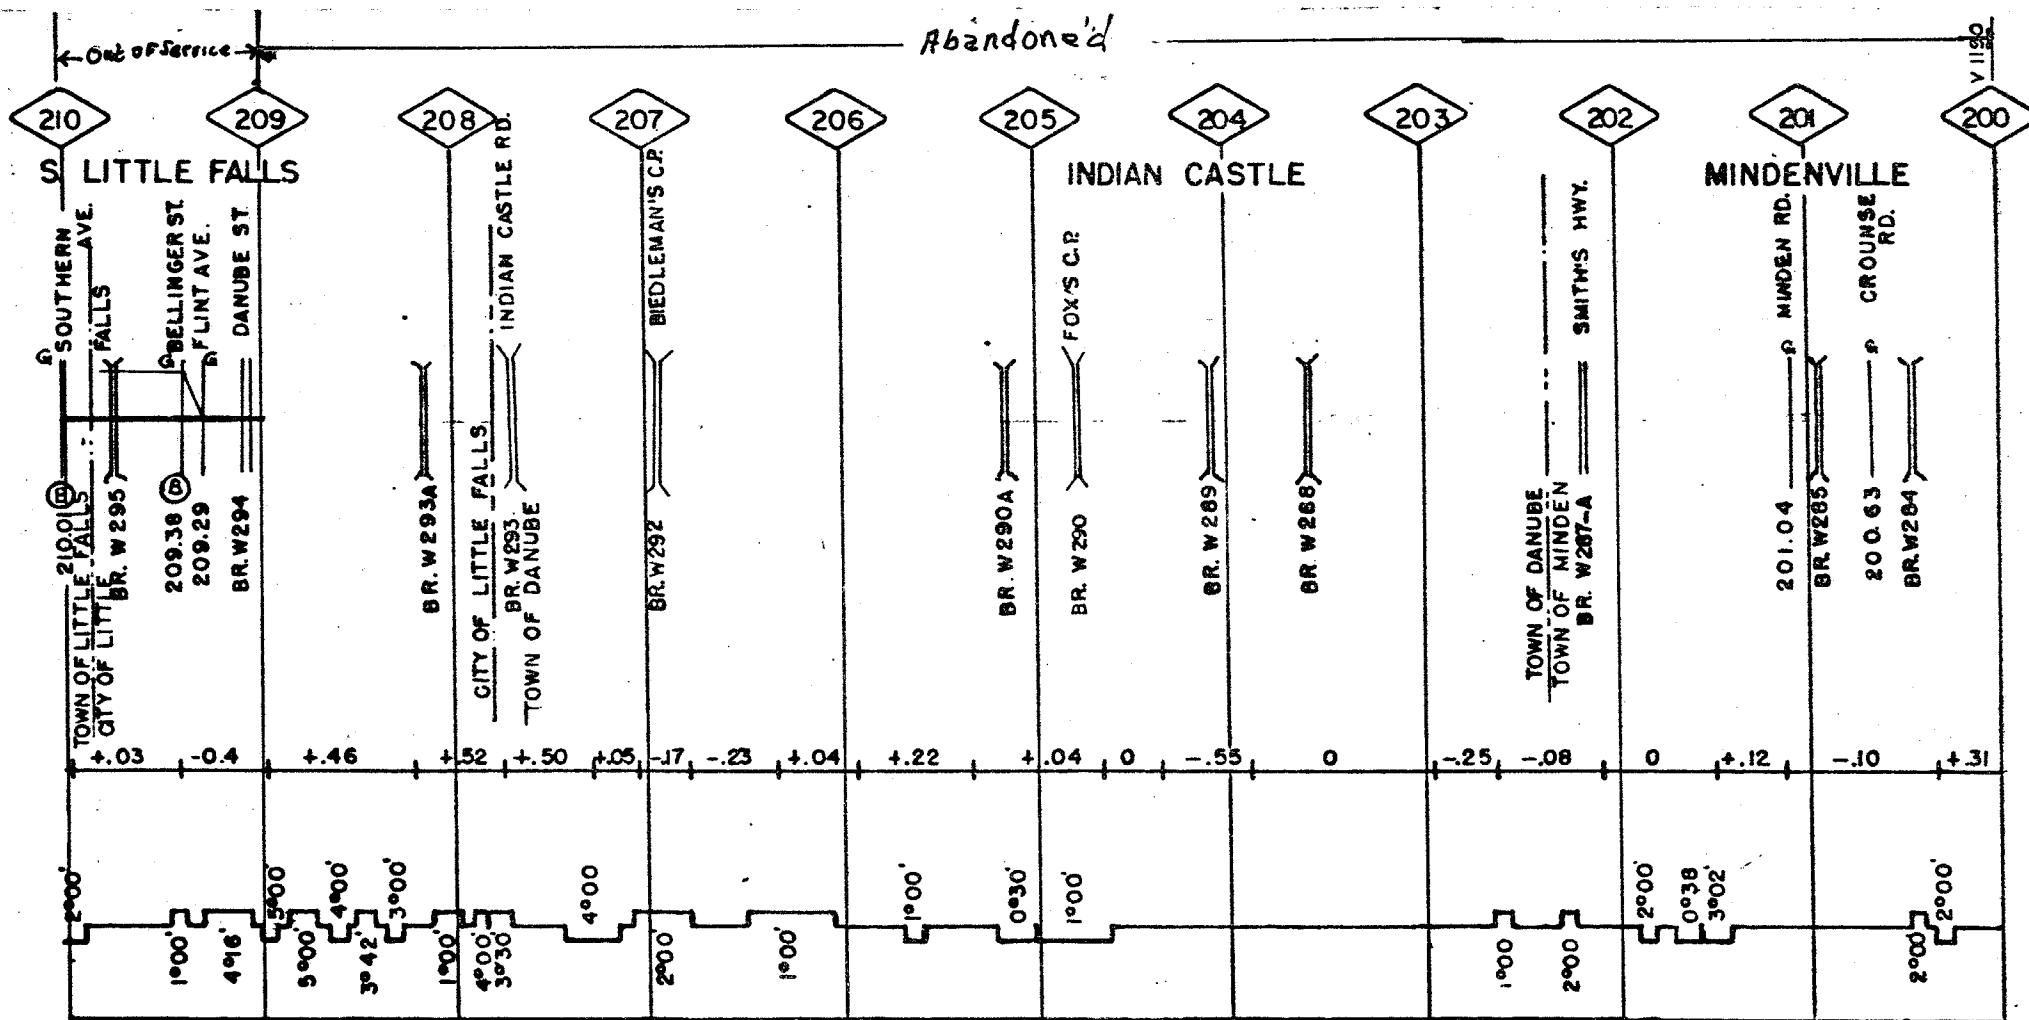 Out of Service
Abandone'd
V 1190
210
209
208
207
206
205
204
203
202
201
200
S. LITTLE FALLS
INDIAN CASTLE
MINDENVILLE
SOUTHERN AVE.
FALLS
BELLINGER ST.
FLINT AVE.
DANUBE ST.
INDIAN CASTLE RD.
BIEDLEMAN'S C.P.
FOX'S C.P.
SMITH'S HWY.
MINDEN RD.
CROUNSE RD.
210.01
TOWN OF LITTLE FALLS
CITY OF LITTLE
BR. W295
209.38
209.29
BR. W294
BR. W293A
CITY OF LITTLE FALLS
BR. W293
TOWN OF DANUBE
BR. W292
BR. W290A
BR. W290
BR. W289
BR. W288
TOWN OF DANUBE
TOWN OF MINDEN
BR. W287-A
201.04
BR. W285
200.63
BR. W284
+.03 -0.4 +.46 +.52 +.50 +.05 -.17 -.23 +.04 +.22 +.04 0 -.55 0 -.25 -.08 0 +.12 -.10 +.31
2°00' 5°00' 4°00' 3°00' 4°00 1°00' 0°30' 1°00' 2°00' 0°38 3°02' 2°00'
1°00' 4°16' 5°00' 3°42' 1°00' 4°00' 3°30' 2°00 1°00' 1°00 2°00 2°00'